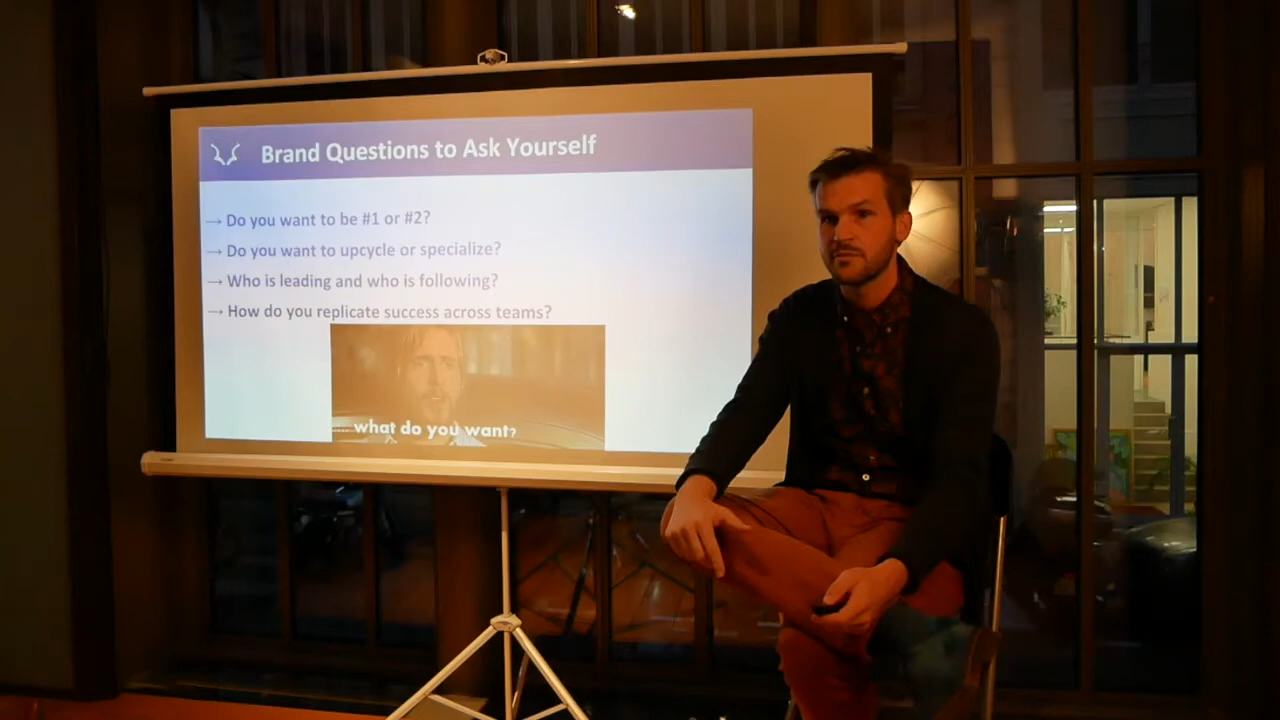 Brand Questions to Ask Yourself
→ Do you want to be #1 or #2?
→ Do you want to upcycle or specialize?
→ Who is leading and who is following?
→ How do you replicate success across teams?
..... what do you want?